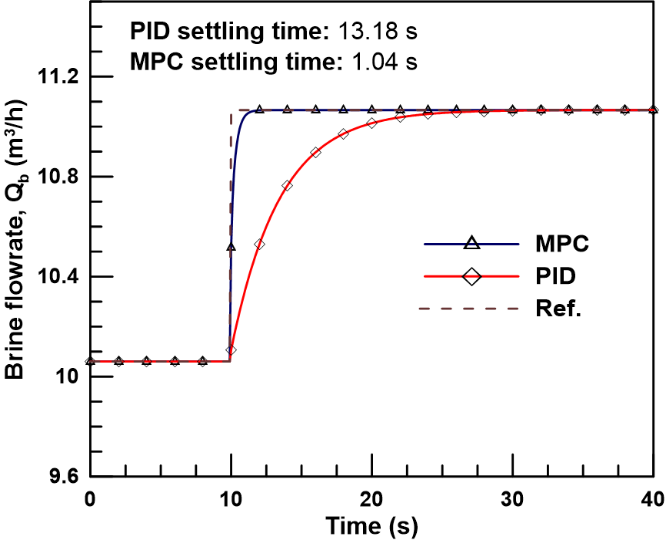 PID settling time: 13.18 s
MPC settling time: 1.04 s
11.2
10.8
10.4
10
9.6
Brine flowrate, Qb (m³/h)
MPC
PID
Ref.
0 10 20 30 40
Time (s)